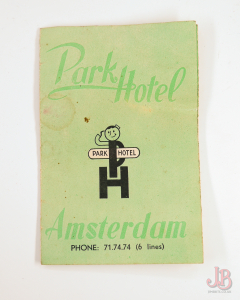 Park
Hotel
PARK HOTEL
P
H
Amsterdam
PHONE: 71.74.74 (6 lines)
JB